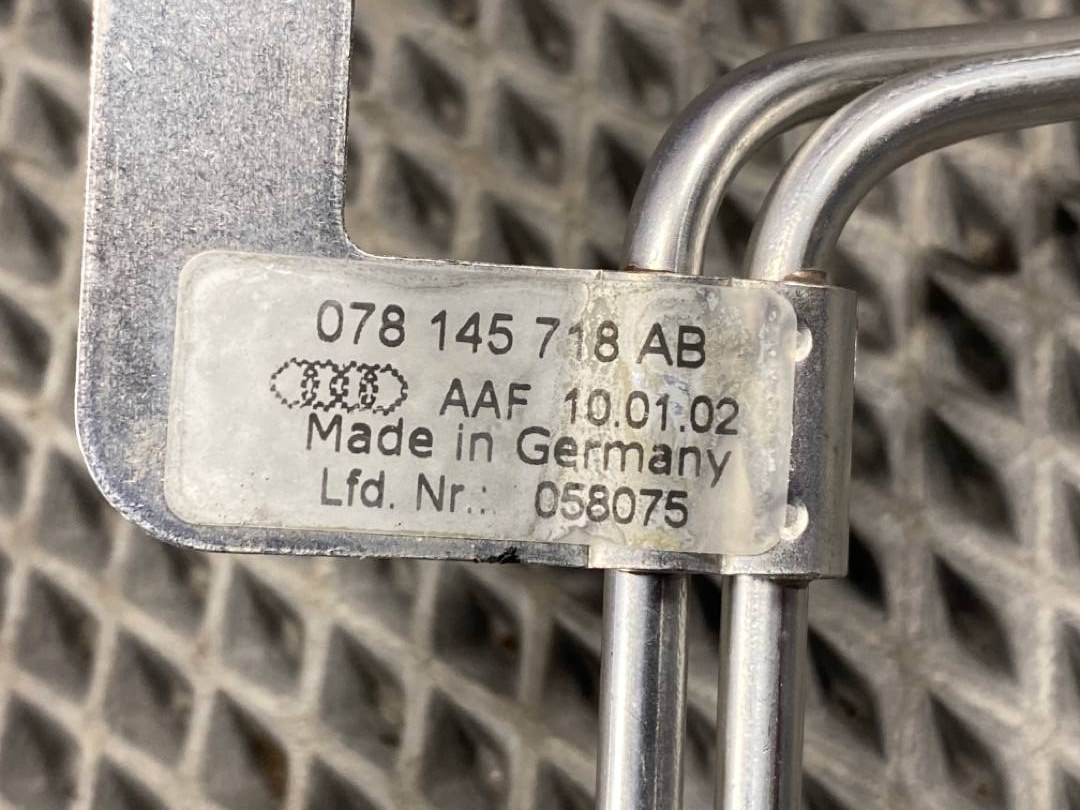 078 145 718 AB
AAF 10.01.02
Made in Germany
Lfd. Nr.: 058075